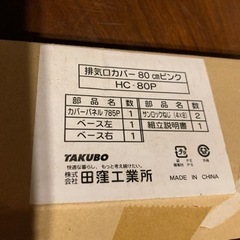 排気口カバー 80cmピンク
HC-80P
部品名 数 部品名 数
カバーパネル 785P 1 サンロックねじ(4×8) 2
ベース左 1 組立説明書 1
ベース右 1
TAKUBO
快適な暮らし、もっと考え続けたい。
株式会社 田窪工業所
MADE IN CHINA